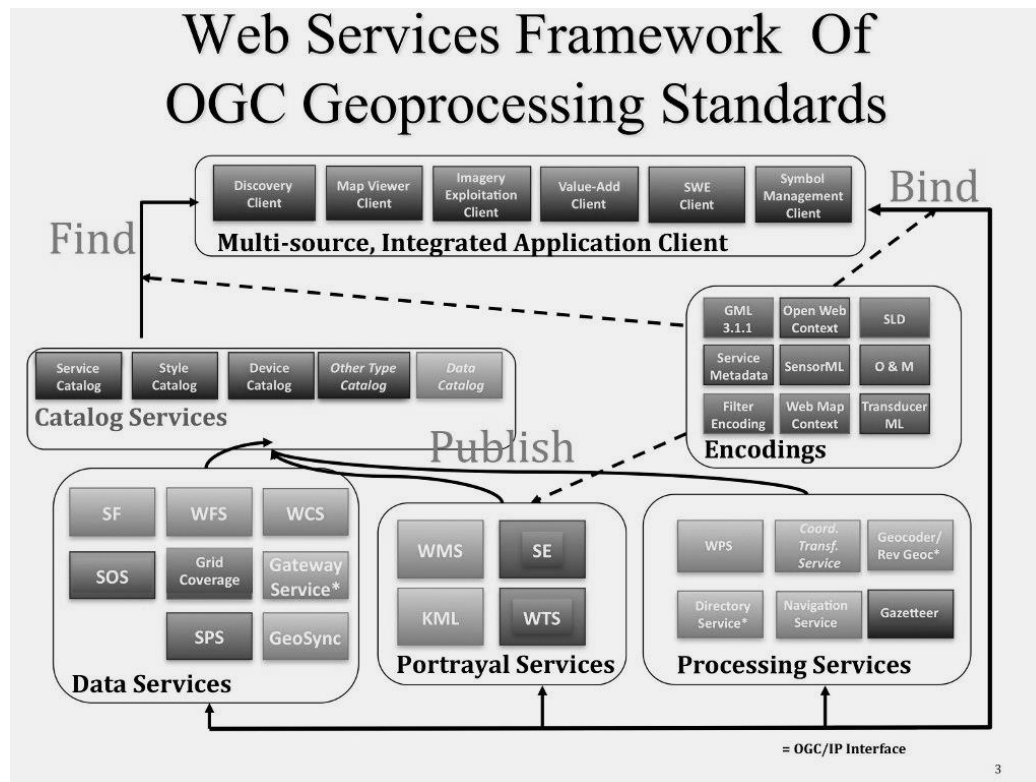 Web Services Framework Of
OGC Geoprocessing Standards
Discovery
Client
Map Viewer
Client
Imagery
Exploitation
Client
Value-Add
Client
SWE
Client
Symbol
Management
Client
Multi-source, Integrated Application Client
Bind
Find
GML
3.1.1
Open Web
Context
SLD
Service
Metadata
SensorML
O & M
Filter
Encoding
Web Map
Context
Transducer
ML
Encodings
Service
Catalog
Style
Catalog
Device
Catalog
Other Type
Catalog
Data
Catalog
Catalog Services
Publish
SF
WFS
WCS
SOS
Grid
Coverage
Gateway
Service*
SPS
GeoSync
Data Services
WMS
SE
KML
WTS
Portrayal Services
WPS
Coord.
Transf.
Service
Geocoder/
Rev Geoc*
Directory
Service*
Navigation
Service
Gazetteer
Processing Services
= OGC/IP Interface
3